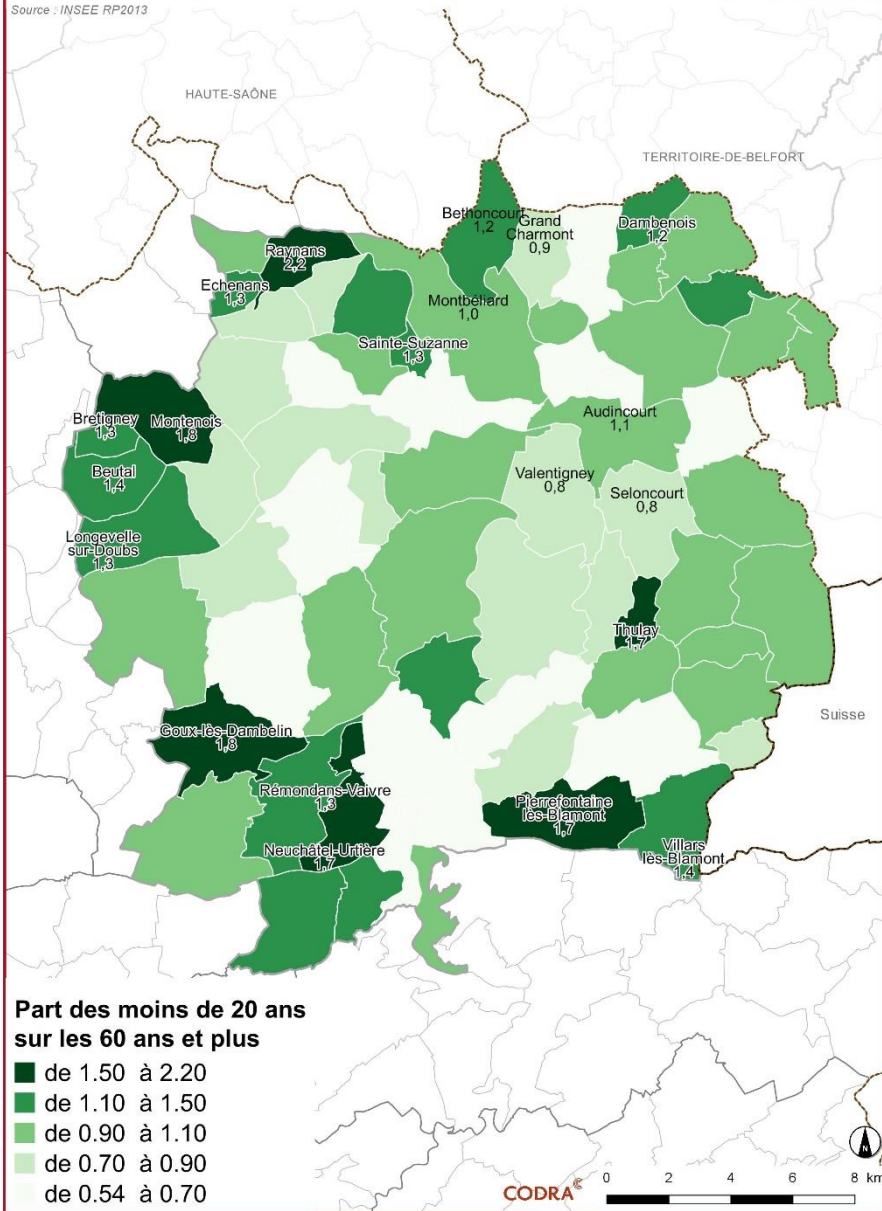 Source : INSEE RP2013
HAUTE-SAÔNE
TERRITOIRE-DE-BELFORT
Bethoncourt
1,2
Grand
Charmont
0,9
Dambenois
1,2
Raynans
2,2
Echenans
1,3
Montbéliard
1,0
Sainte-Suzanne
1,3
Bretigney
1,3
Montenois
1,8
Audincourt
1,1
Beutal
1,4
Valentigney
0,8
Seloncourt
0,8
Longevelle
sur-Doubs
1,3
Thulay
1,7
Suisse
Goux-lès-Dambelin
1,8
Rémondans-Vaivre
1,3
Pierrefontaine
lès-Blamont
1,7
Neuchâtel-Urtière
1,7
Villars
lès-Blamont
1,4
Part des moins de 20 ans
sur les 60 ans et plus
de 1.50 à 2.20
de 1.10 à 1.50
de 0.90 à 1.10
de 0.70 à 0.90
de 0.54 à 0.70
CODRA
N
0 2 4 6 8 km